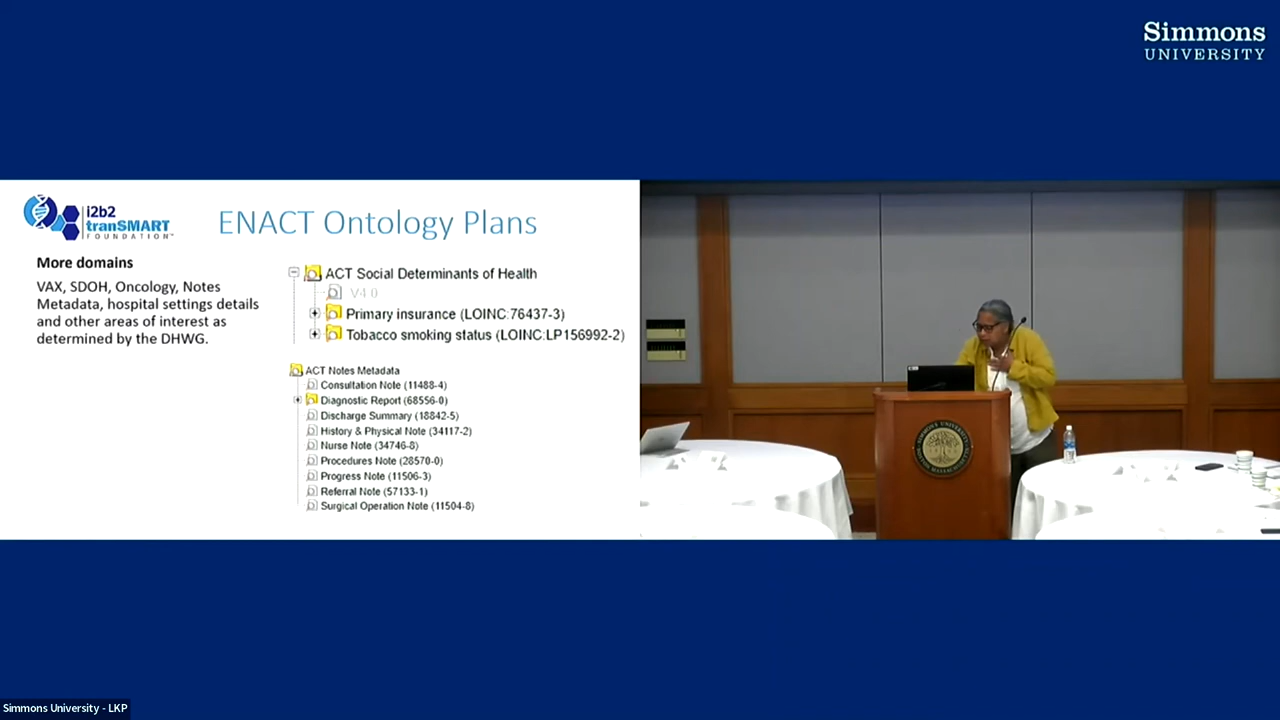 Simmons
UNIVERSITY
i2b2
tranSMART
FOUNDATION
ENACT Ontology Plans
More domains
VAX, SDOH, Oncology, Notes
Metadata, hospital settings details
and other areas of interest as
determined by the DHWG.
ACT Social Determinants of Health
V4.0
Primary insurance (LOINC:76437-3)
Tobacco smoking status (LOINC:LP156992-2)
ACT Notes Metadata
Consultation Note (11488-4)
Diagnostic Report (68556-0)
Discharge Summary (18842-5)
History & Physical Note (34117-2)
Nurse Note (34746-8)
Procedures Note (28570-0)
Progress Note (11506-3)
Referral Note (57133-1)
Surgical Operation Note (11504-8)
SIMMONS UNIVERSITY
BOSTON MASSACHUSETTS
Simmons University - LKP